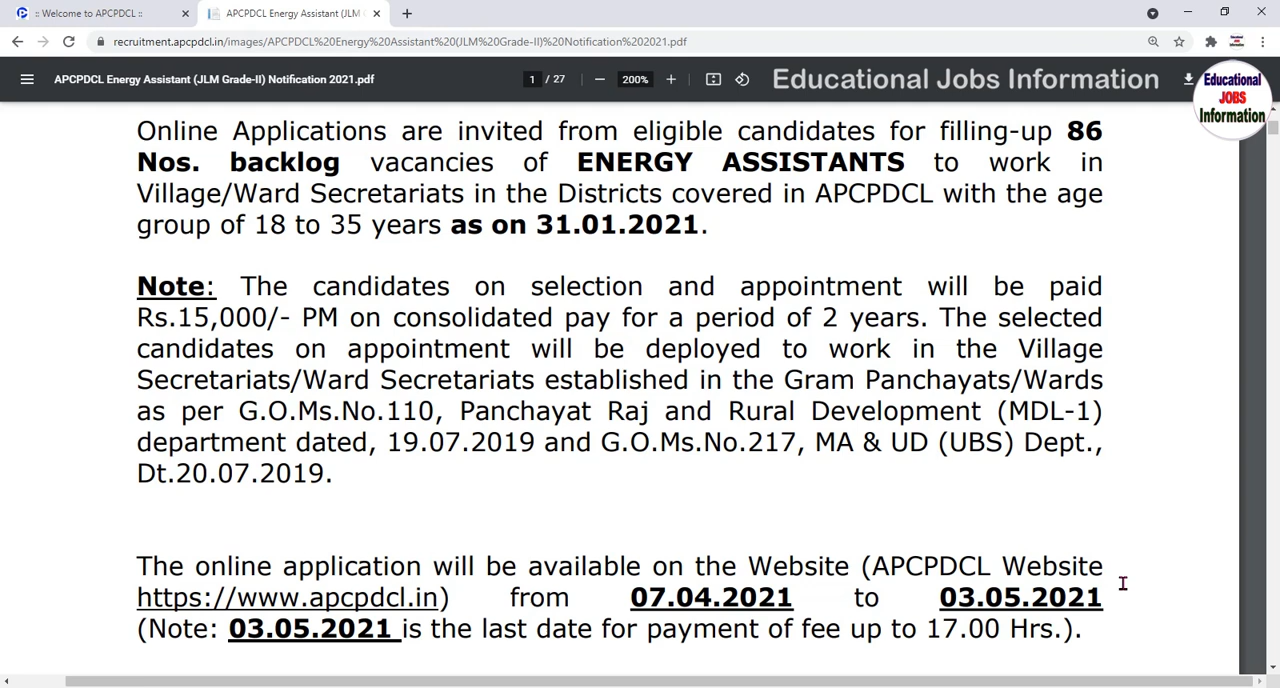 :: Welcome to APCPDCL ::
APCPDCL Energy Assistant (JLM G
recruitment.apcpdcl.in/images/APCPDCL%20Energy%20Assistant%20(JLM%20Grade-II)%20Notification%202021.pdf
APCPDCL Energy Assistant (JLM Grade-II) Notification 2021.pdf
1 / 27
200%
Educational Jobs Information
Educational
JOBS
Information
Online Applications are invited from eligible candidates for filling-up 86
Nos. backlog vacancies of ENERGY ASSISTANTS to work in
Village/Ward Secretariats in the Districts covered in APCPDCL with the age
group of 18 to 35 years as on 31.01.2021.
Note: The candidates on selection and appointment will be paid
Rs.15,000/- PM on consolidated pay for a period of 2 years. The selected
candidates on appointment will be deployed to work in the Village
Secretariats/Ward Secretariats established in the Gram Panchayats/Wards
as per G.O.Ms.No.110, Panchayat Raj and Rural Development (MDL-1)
department dated, 19.07.2019 and G.O.Ms.No.217, MA & UD (UBS) Dept.,
Dt.20.07.2019.
The online application will be available on the Website (APCPDCL Website
https://www.apcpdcl.in) from 07.04.2021 to 03.05.2021
(Note: 03.05.2021 is the last date for payment of fee up to 17.00 Hrs.).